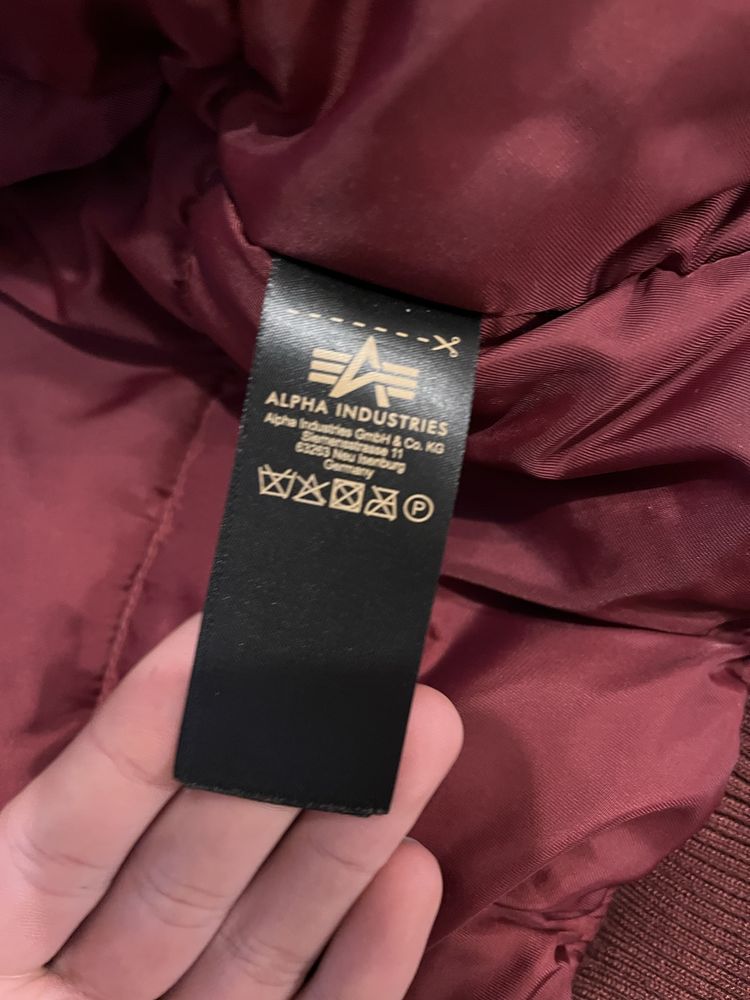 ALPHA INDUSTRIES
Alpha Industries GmbH & Co. KG
Siemensstrasse 11
63263 Neu Isenburg
Germany
P